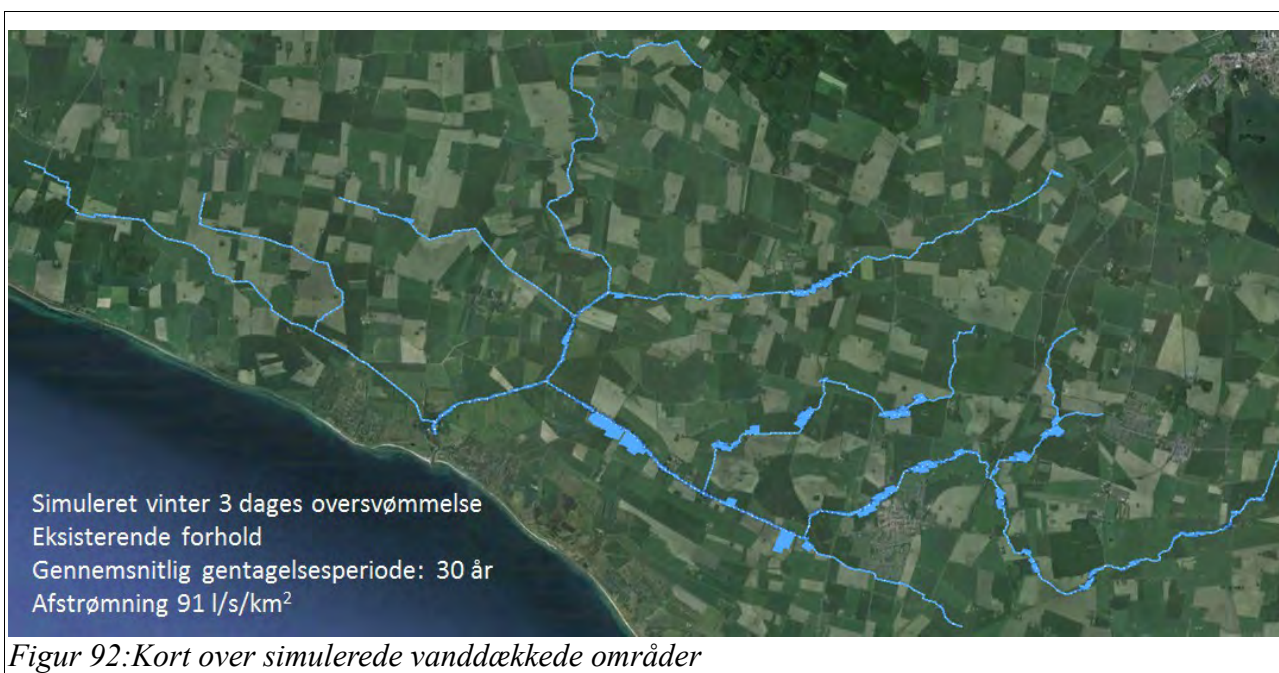 Simuleret vinter 3 dages oversvømmelse
Eksisterende forhold
Gennemsnitlig gentagelsesperiode: 30 år
Afstrømning 91 l/s/km²
Figur 92:Kort over simulerede vanddækkede områder